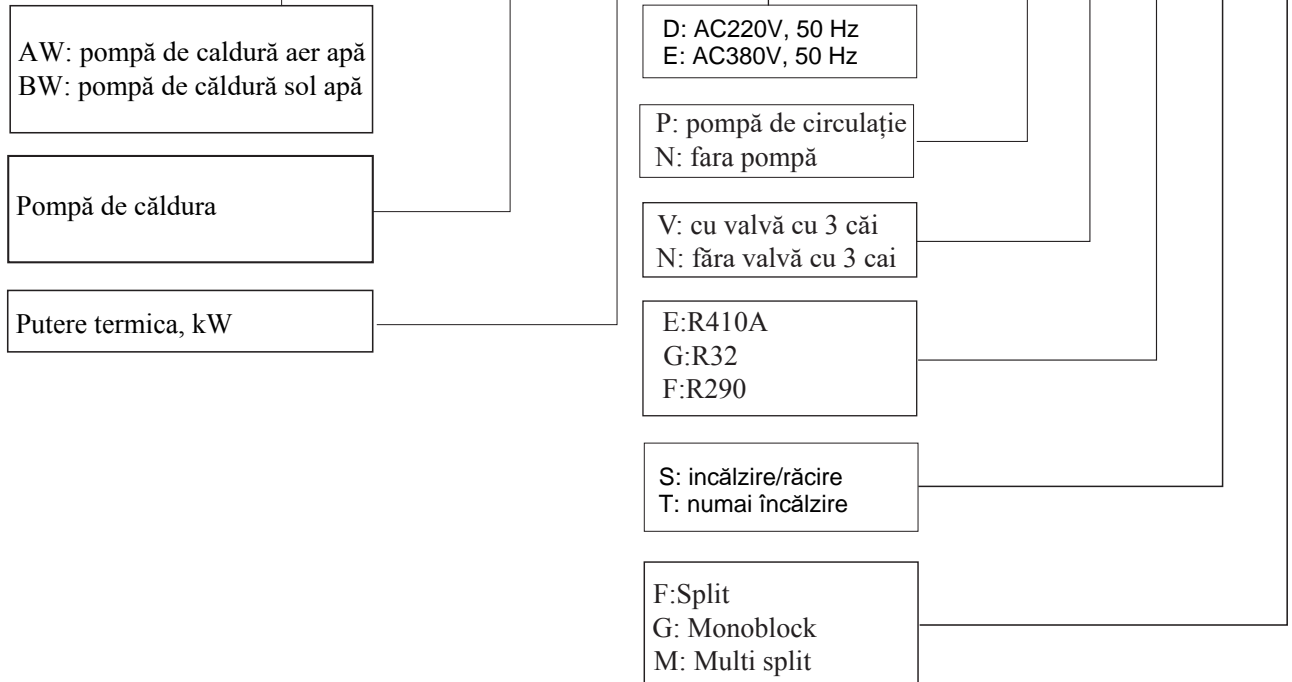 AW: pompă de caldură aer apă
BW: pompă de căldură sol apă
Pompă de căldura
Putere termica, kW
D: AC220V, 50 Hz
E: AC380V, 50 Hz
P: pompă de circulație
N: fara pompă
V: cu valvă cu 3 căi
N: făra valvă cu 3 cai
E:R410A
G:R32
F:R290
S: incălzire/răcire
T: numai încălzire
F:Split
G: Monoblock
M: Multi split